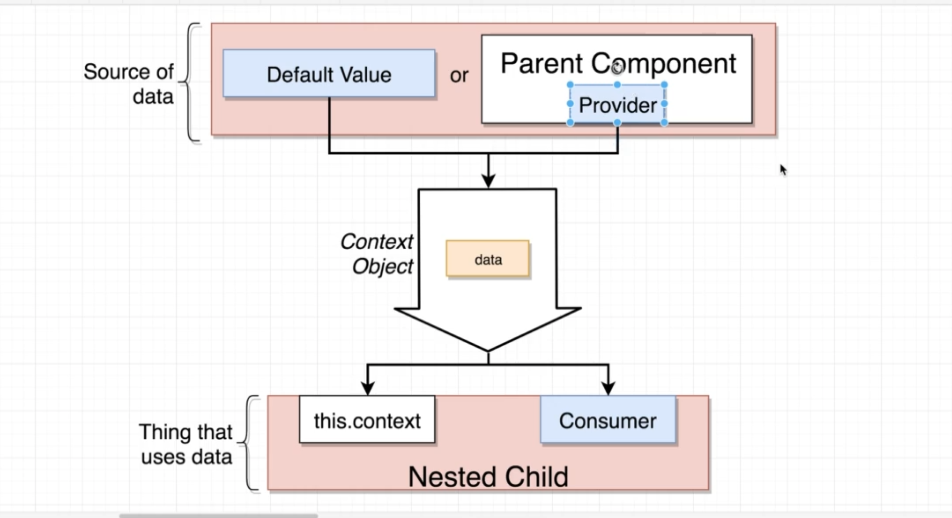 Source of
data
Default Value
or
Parent Component
Provider
Context
Object
data
Thing that
uses data
this.context
Consumer
Nested Child